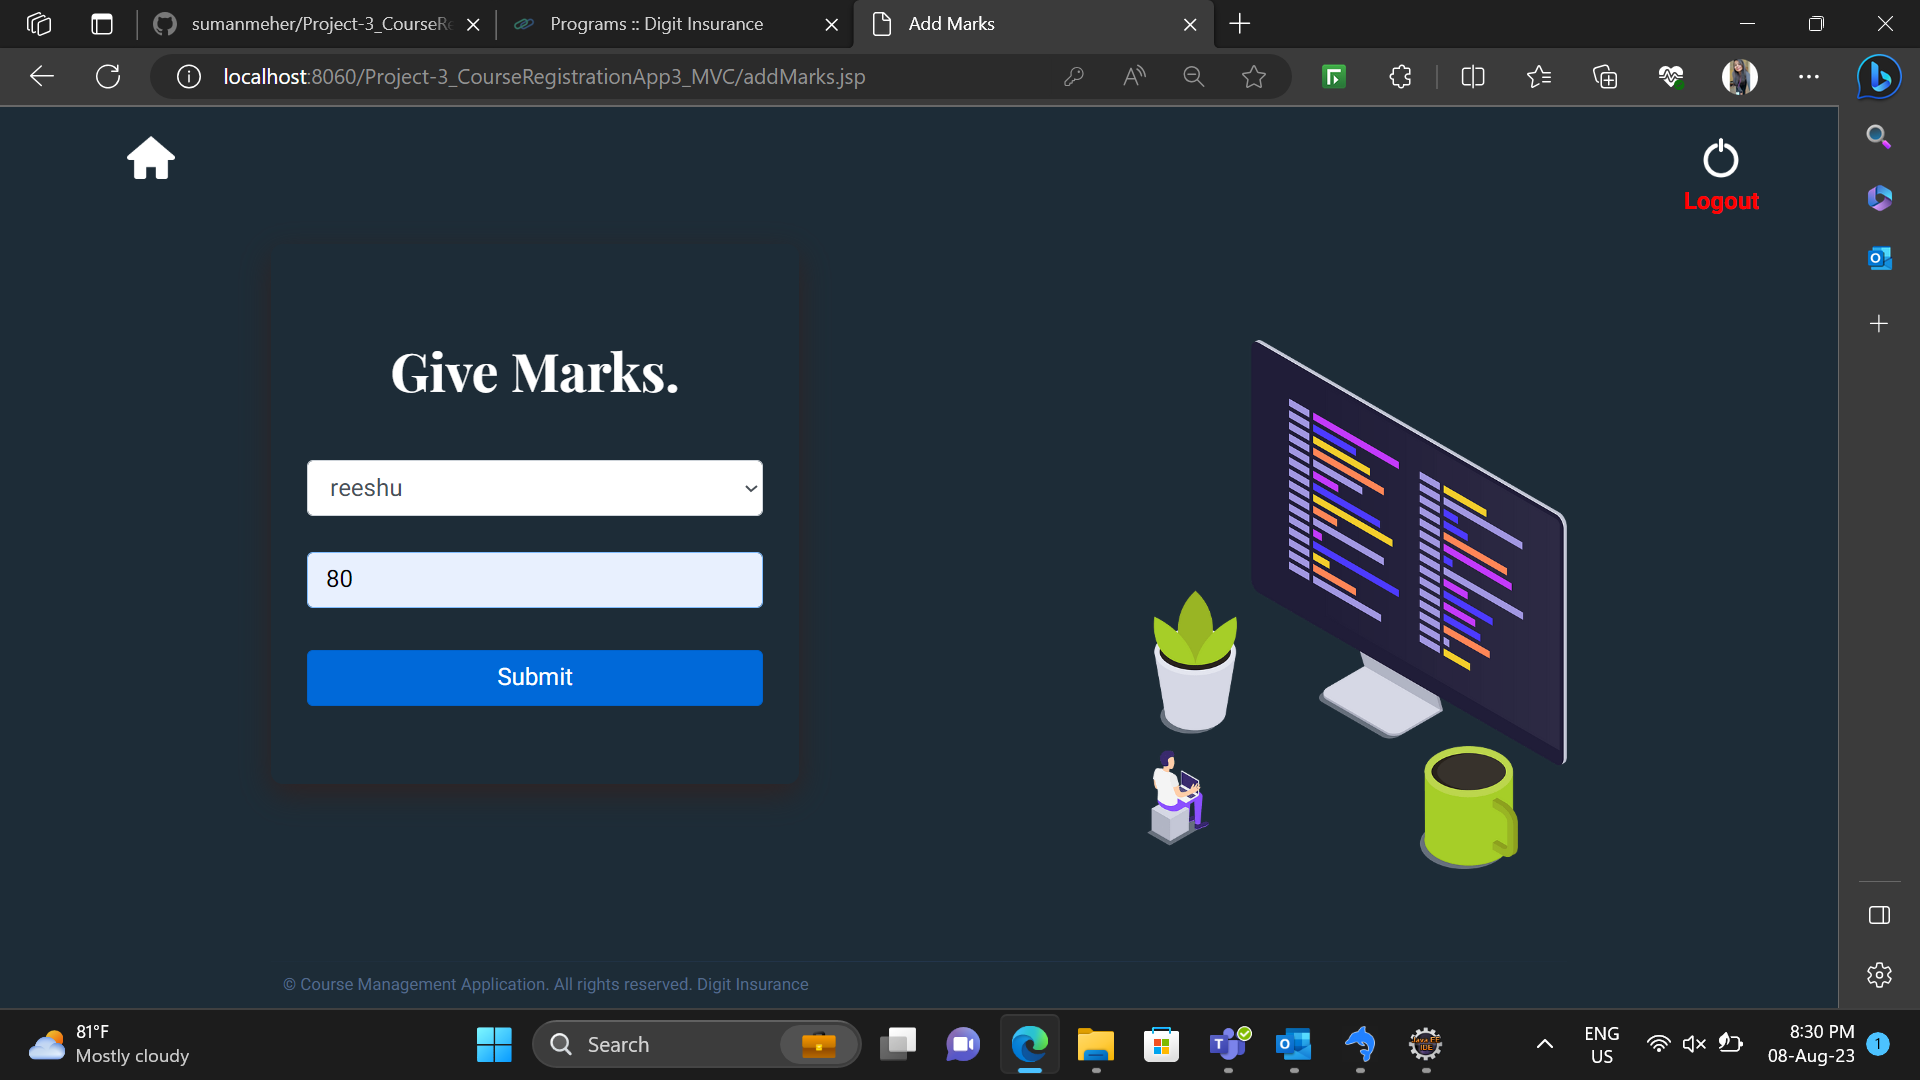 sumanmeher/Project-3_CourseRe
Programs :: Digit Insurance
Add Marks
localhost:8060/Project-3_CourseRegistrationApp3_MVC/addMarks.jsp
Logout
Give Marks.
reeshu
80
Submit
© Course Management Application. All rights reserved. Digit Insurance
81°F
Mostly cloudy
Search
ENG
US
8:30 PM
08-Aug-23
1